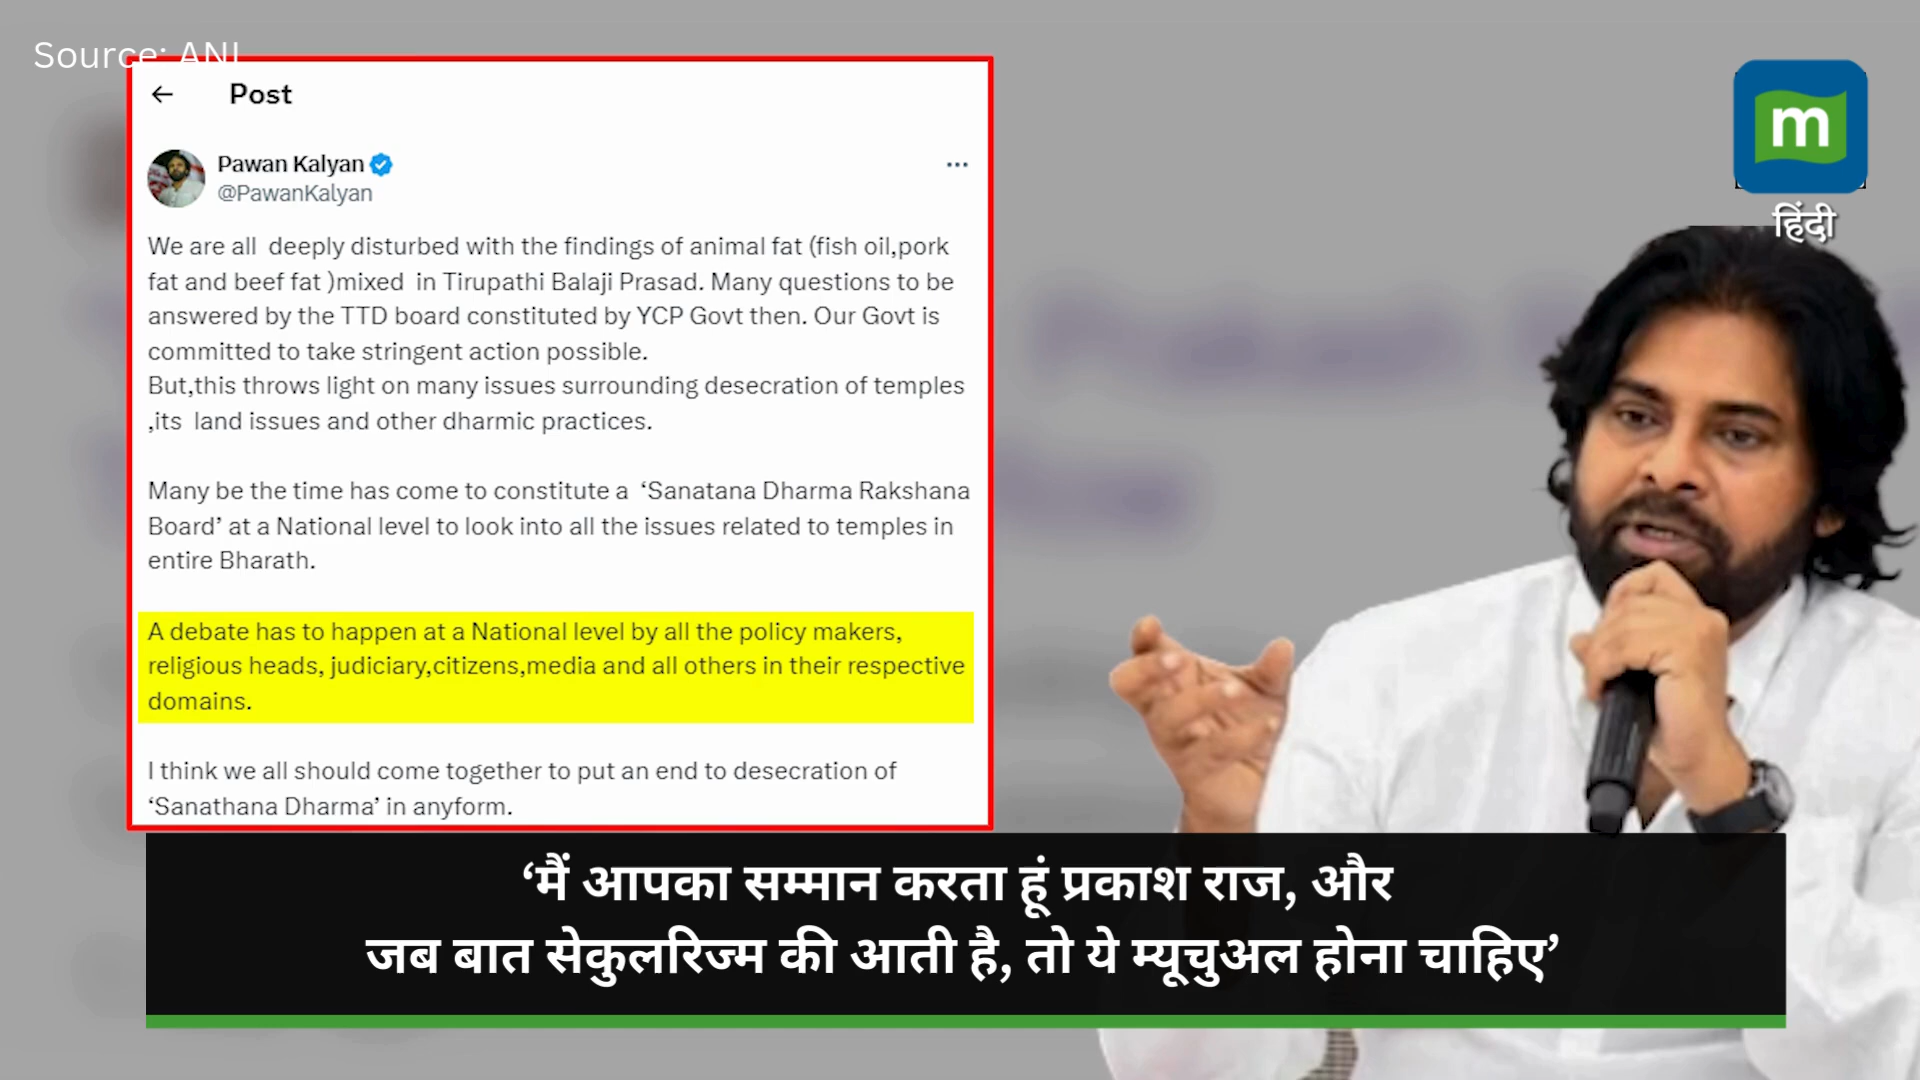 Source: ANI
Post
Pawan Kalyan
@PawanKalyan
We are all deeply disturbed with the findings of animal fat (fish oil,pork
fat and beef fat )mixed in Tirupathi Balaji Prasad. Many questions to be
answered by the TTD board constituted by YCP Govt then. Our Govt is
committed to take stringent action possible.
But,this throws light on many issues surrounding desecration of temples
,its land issues and other dharmic practices.
Many be the time has come to constitute a ‘Sanatana Dharma Rakshana
Board’ at a National level to look into all the issues related to temples in
entire Bharath.
A debate has to happen at a National level by all the policy makers,
religious heads, judiciary,citizens,media and all others in their respective
domains.
I think we all should come together to put an end to desecration of
‘Sanathana Dharma’ in anyform.
m
हिंदी
‘मैं आपका सम्मान करता हूं प्रकाश राज, और
जब बात सेकुलरिज्म की आती है, तो ये म्यूचुअल होना चाहिए’